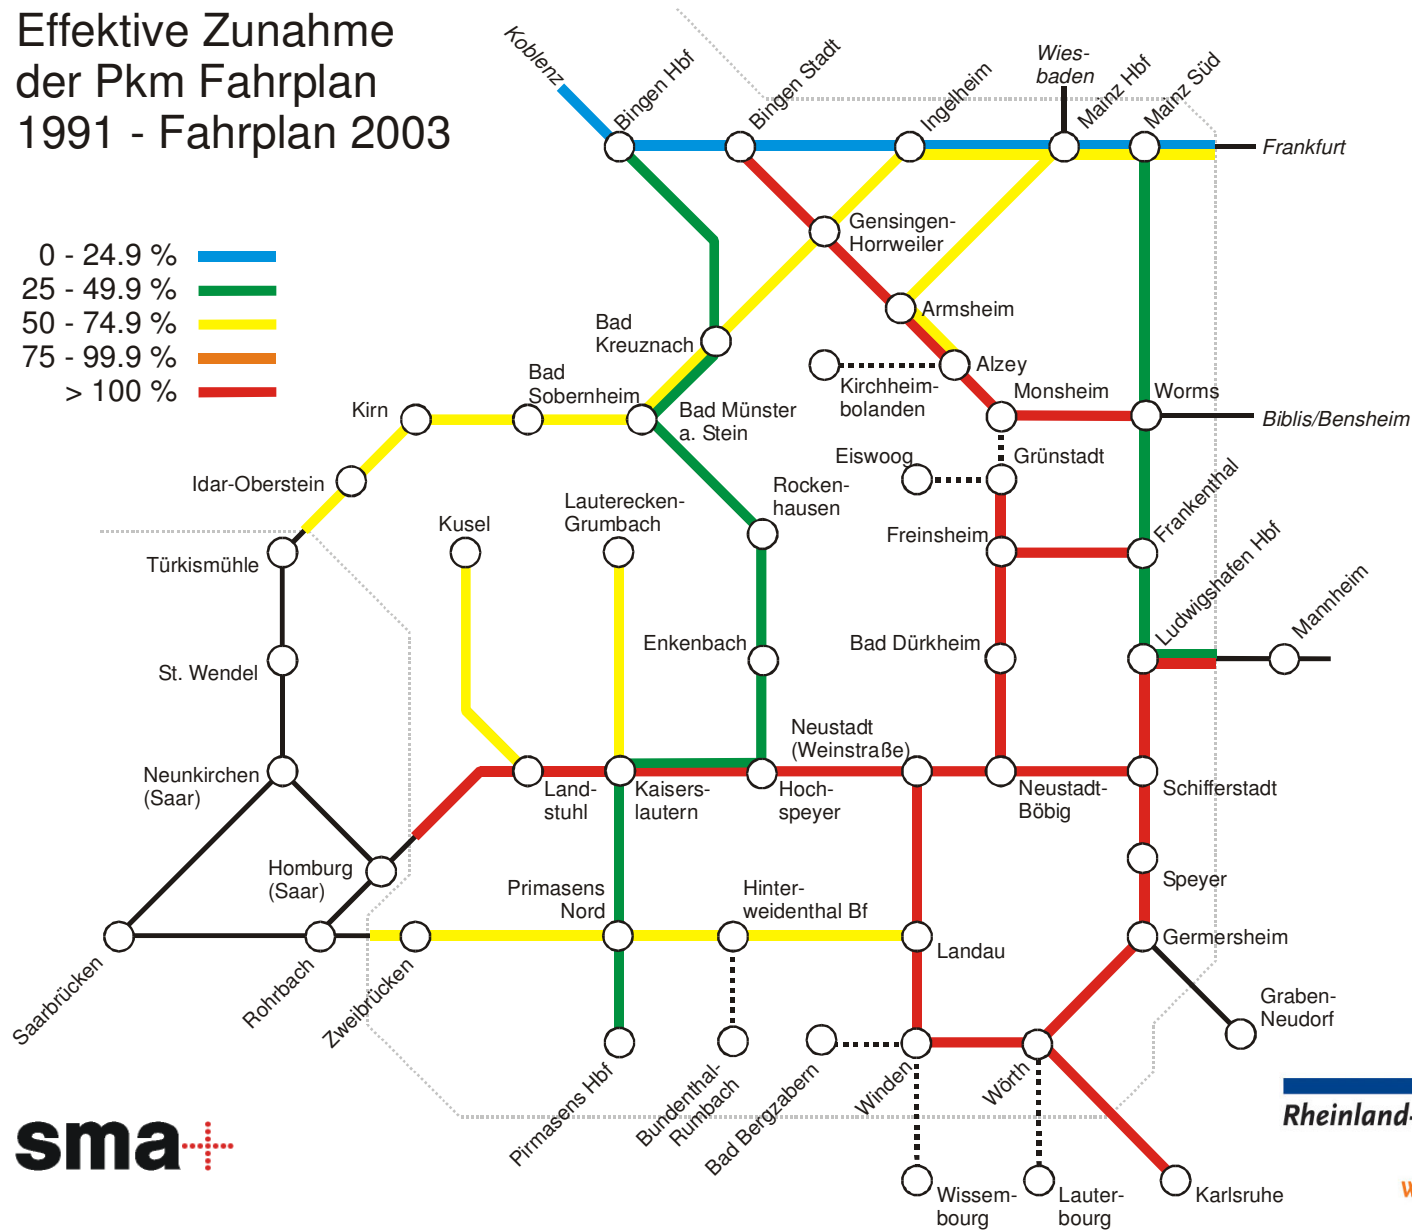 Effektive Zunahme
der Pkm Fahrplan
1991 - Fahrplan 2003
0 - 24.9 %
25 - 49.9 %
50 - 74.9 %
75 - 99.9 %
> 100 %
Koblenz
Bingen Hbf
Bingen Stadt
Ingelheim
Wies-
baden
Mainz Hbf
Mainz Süd
Frankfurt
Gensingen-
Horrweiler
Armsheim
Bad
Kreuznach
Alzey
Kirchheim-
bolanden
Monsheim
Worms
Biblis/Bensheim
Bad
Sobernheim
Kirn
Bad Münster
a. Stein
Idar-Oberstein
Eiswoog
Grünstadt
Lauterecken-
Grumbach
Kusel
Rocken-
hausen
Freinsheim
Frankenthal
Türkismühle
Ludwigshafen Hbf
Mannheim
St. Wendel
Enkenbach
Bad Dürkheim
Neunkirchen
(Saar)
Land-
stuhl
Kaisers-
lautern
Neustadt
(Weinstraße)
Hoch-
speyer
Neustadt-
Böbig
Schifferstadt
Homburg
(Saar)
Primasens
Nord
Hinter-
weidenthal Bf
Speyer
Landau
Germersheim
Saarbrücken
Rohrbach
Zweibrücken
Graben-
Neudorf
Pirmasens Hbf
Bundenthal-
Rumbach
Bad Bergzabern
Winden
Wörth
Wissem-
bourg
Lauter-
bourg
Karlsruhe
sma
Rheinland-
w